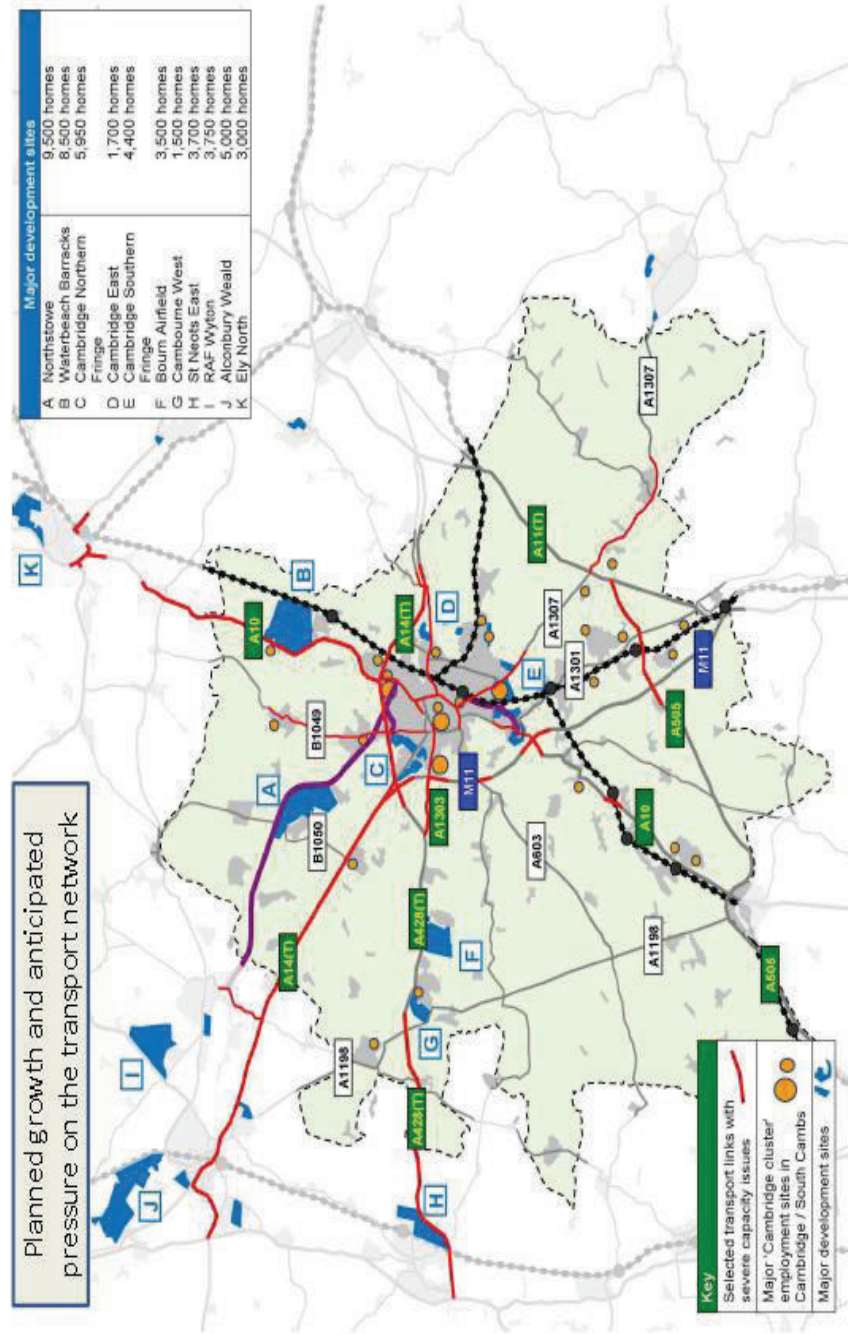 Planned growth and anticipated
pressure on the transport network
Major development sites
A Northstowe 9,500 homes
B Waterbeach Barracks 8,500 homes
C Cambridge Northern 5,950 homes
Fringe
D Cambridge East 1,700 homes
E Cambridge Southern 4,400 homes
Fringe
F Bourn Airfield 3,500 homes
G Cambourne West 1,500 homes
H St Neots East 3,700 homes
I RAF Wyton 3,750 homes
J Alconbury Weald 5,000 homes
K Ely North 3,000 homes
K
J
I
A10
B
A
B1049
B1050
A14(T)
A14(T)
C
D
A1303
M11
E
A1307
A11(T)
A1307
A1301
A428(T)
F
G
A1198
A428(T)
H
A603
A10
A505
M11
A1198
A505
Key
Selected transport links with
severe capacity issues
Major 'Cambridge cluster'
employment sites in
Cambridge / South Cambs
Major development sites